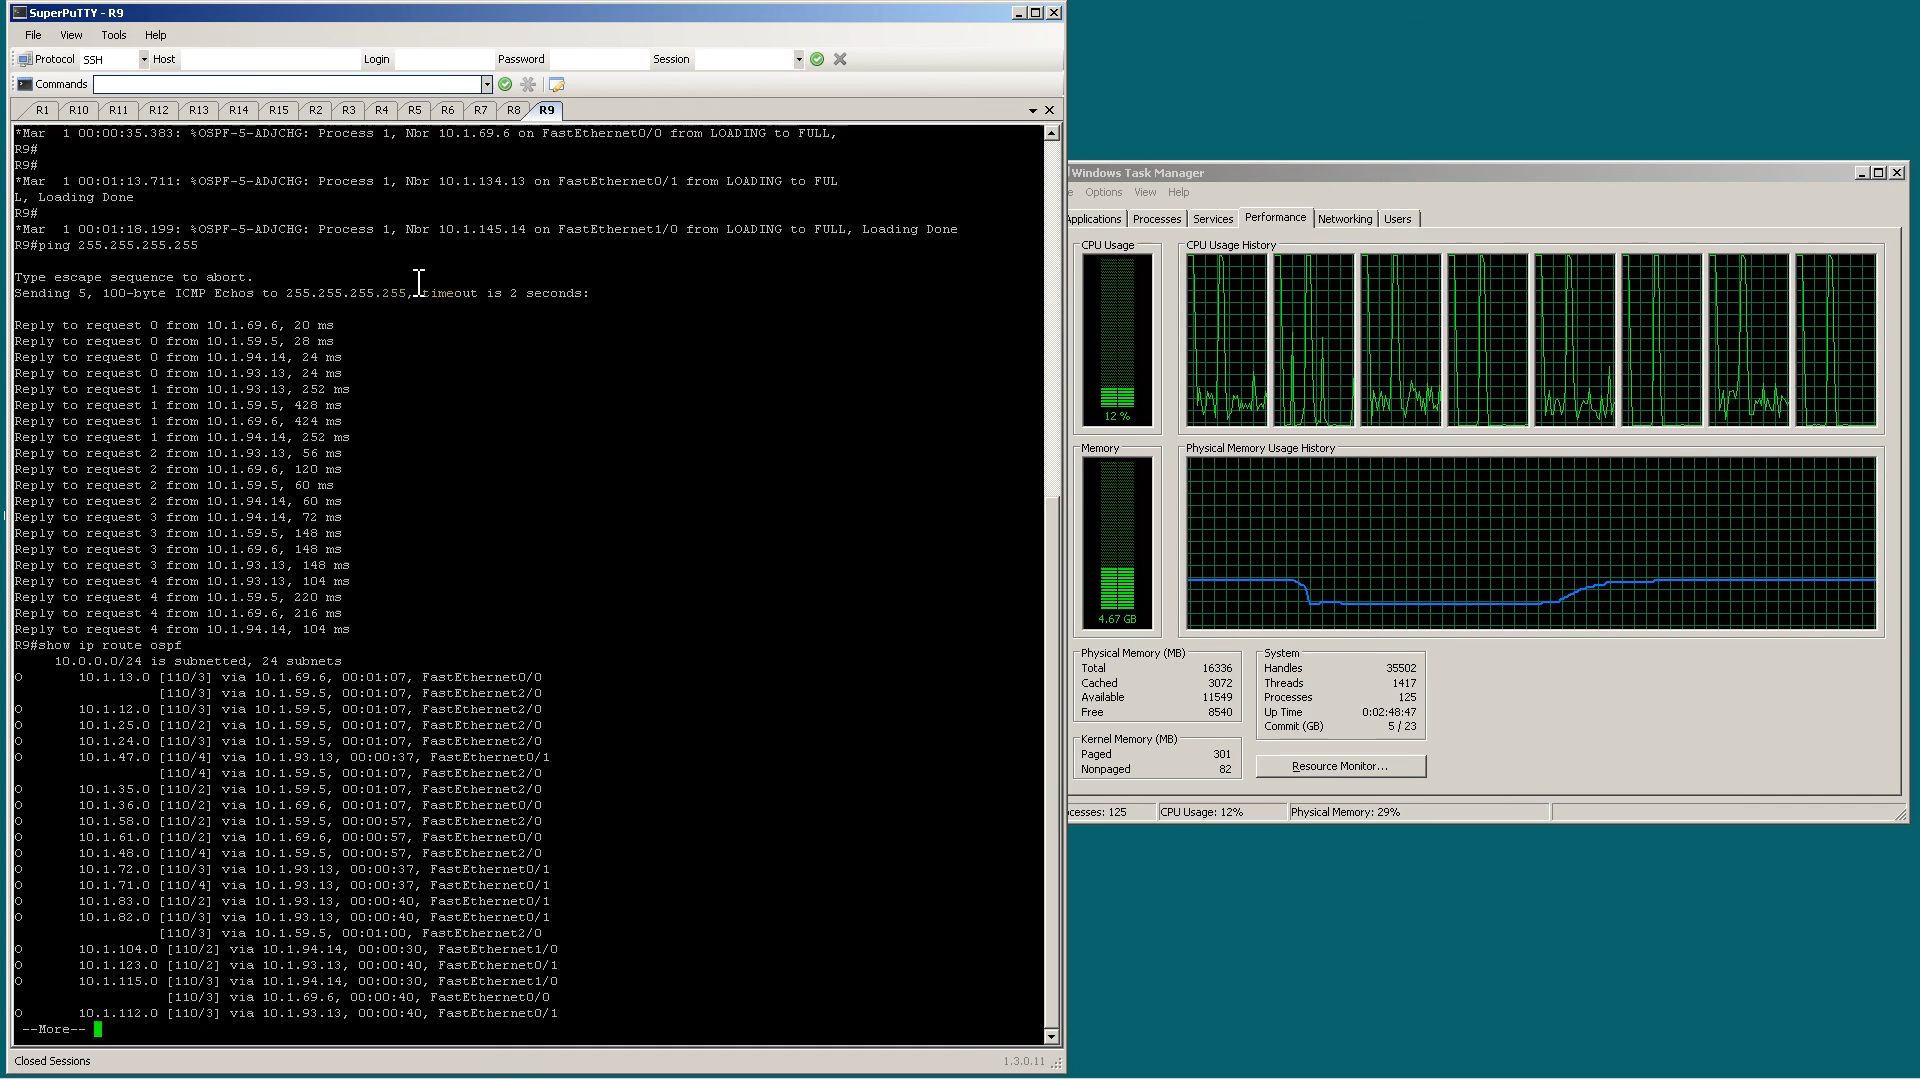 SuperPuTTY - R9
File View Tools Help
Protocol SSH Host Login Password Session
Commands
R1 R10 R11 R12 R13 R14 R15 R2 R3 R4 R5 R6 R7 R8 R9
*Mar  1 00:00:35.383: %OSPF-5-ADJCHG: Process 1, Nbr 10.1.69.6 on FastEthernet0/0 from LOADING to FULL,
R9#
R9#
*Mar  1 00:01:13.711: %OSPF-5-ADJCHG: Process 1, Nbr 10.1.134.13 on FastEthernet0/1 from LOADING to FUL
L, Loading Done
R9#
*Mar  1 00:01:18.199: %OSPF-5-ADJCHG: Process 1, Nbr 10.1.145.14 on FastEthernet1/0 from LOADING to FULL, Loading Done
R9#ping 255.255.255.255
Type escape sequence to abort.
Sending 5, 100-byte ICMP Echos to 255.255.255.255, timeout is 2 seconds:
Reply to request 0 from 10.1.69.6, 20 ms
Reply to request 0 from 10.1.59.5, 28 ms
Reply to request 0 from 10.1.94.14, 24 ms
Reply to request 0 from 10.1.93.13, 24 ms
Reply to request 1 from 10.1.93.13, 252 ms
Reply to request 1 from 10.1.59.5, 428 ms
Reply to request 1 from 10.1.69.6, 424 ms
Reply to request 1 from 10.1.94.14, 252 ms
Reply to request 2 from 10.1.93.13, 56 ms
Reply to request 2 from 10.1.69.6, 120 ms
Reply to request 2 from 10.1.59.5, 60 ms
Reply to request 2 from 10.1.94.14, 60 ms
Reply to request 3 from 10.1.94.14, 72 ms
Reply to request 3 from 10.1.59.5, 148 ms
Reply to request 3 from 10.1.69.6, 148 ms
Reply to request 3 from 10.1.93.13, 148 ms
Reply to request 4 from 10.1.93.13, 104 ms
Reply to request 4 from 10.1.59.5, 220 ms
Reply to request 4 from 10.1.69.6, 216 ms
Reply to request 4 from 10.1.94.14, 104 ms
R9#show ip route ospf
10.0.0.0/24 is subnetted, 24 subnets
O 10.1.13.0 [110/3] via 10.1.69.6, 00:01:07, FastEthernet0/0
[110/3] via 10.1.59.5, 00:01:07, FastEthernet2/0
O 10.1.12.0 [110/3] via 10.1.59.5, 00:01:07, FastEthernet2/0
O 10.1.25.0 [110/2] via 10.1.59.5, 00:01:07, FastEthernet2/0
O 10.1.24.0 [110/3] via 10.1.59.5, 00:01:07, FastEthernet2/0
O 10.1.47.0 [110/4] via 10.1.93.13, 00:00:37, FastEthernet0/1
[110/4] via 10.1.59.5, 00:01:07, FastEthernet2/0
O 10.1.35.0 [110/2] via 10.1.59.5, 00:01:07, FastEthernet2/0
O 10.1.36.0 [110/2] via 10.1.69.6, 00:01:07, FastEthernet0/0
O 10.1.58.0 [110/2] via 10.1.59.5, 00:00:57, FastEthernet2/0
O 10.1.61.0 [110/2] via 10.1.69.6, 00:00:57, FastEthernet0/0
O 10.1.48.0 [110/4] via 10.1.59.5, 00:00:57, FastEthernet2/0
O 10.1.72.0 [110/3] via 10.1.93.13, 00:00:37, FastEthernet0/1
O 10.1.71.0 [110/4] via 10.1.93.13, 00:00:37, FastEthernet0/1
O 10.1.83.0 [110/2] via 10.1.93.13, 00:00:40, FastEthernet0/1
O 10.1.82.0 [110/3] via 10.1.93.13, 00:00:40, FastEthernet0/1
[110/3] via 10.1.59.5, 00:01:00, FastEthernet2/0
O 10.1.104.0 [110/2] via 10.1.94.14, 00:00:30, FastEthernet1/0
O 10.1.123.0 [110/2] via 10.1.93.13, 00:00:40, FastEthernet0/1
O 10.1.115.0 [110/3] via 10.1.94.14, 00:00:30, FastEthernet1/0
[110/3] via 10.1.69.6, 00:00:40, FastEthernet0/0
O 10.1.112.0 [110/3] via 10.1.93.13, 00:00:40, FastEthernet0/1
--More--
Closed Sessions 1.3.0.11
Windows Task Manager
e Options View Help
Applications Processes Services Performance Networking Users
CPU Usage CPU Usage History
12 %
Memory Physical Memory Usage History
4.67 GB
Physical Memory (MB)
Total 16336
Cached 3072
Available 11549
Free 8540
Kernel Memory (MB)
Paged 301
Nonpaged 82
System
Handles 35502
Threads 1417
Processes 125
Up Time 0:02:48:47
Commit (GB) 5 / 23
Resource Monitor...
cesses: 125 CPU Usage: 12% Physical Memory: 29%